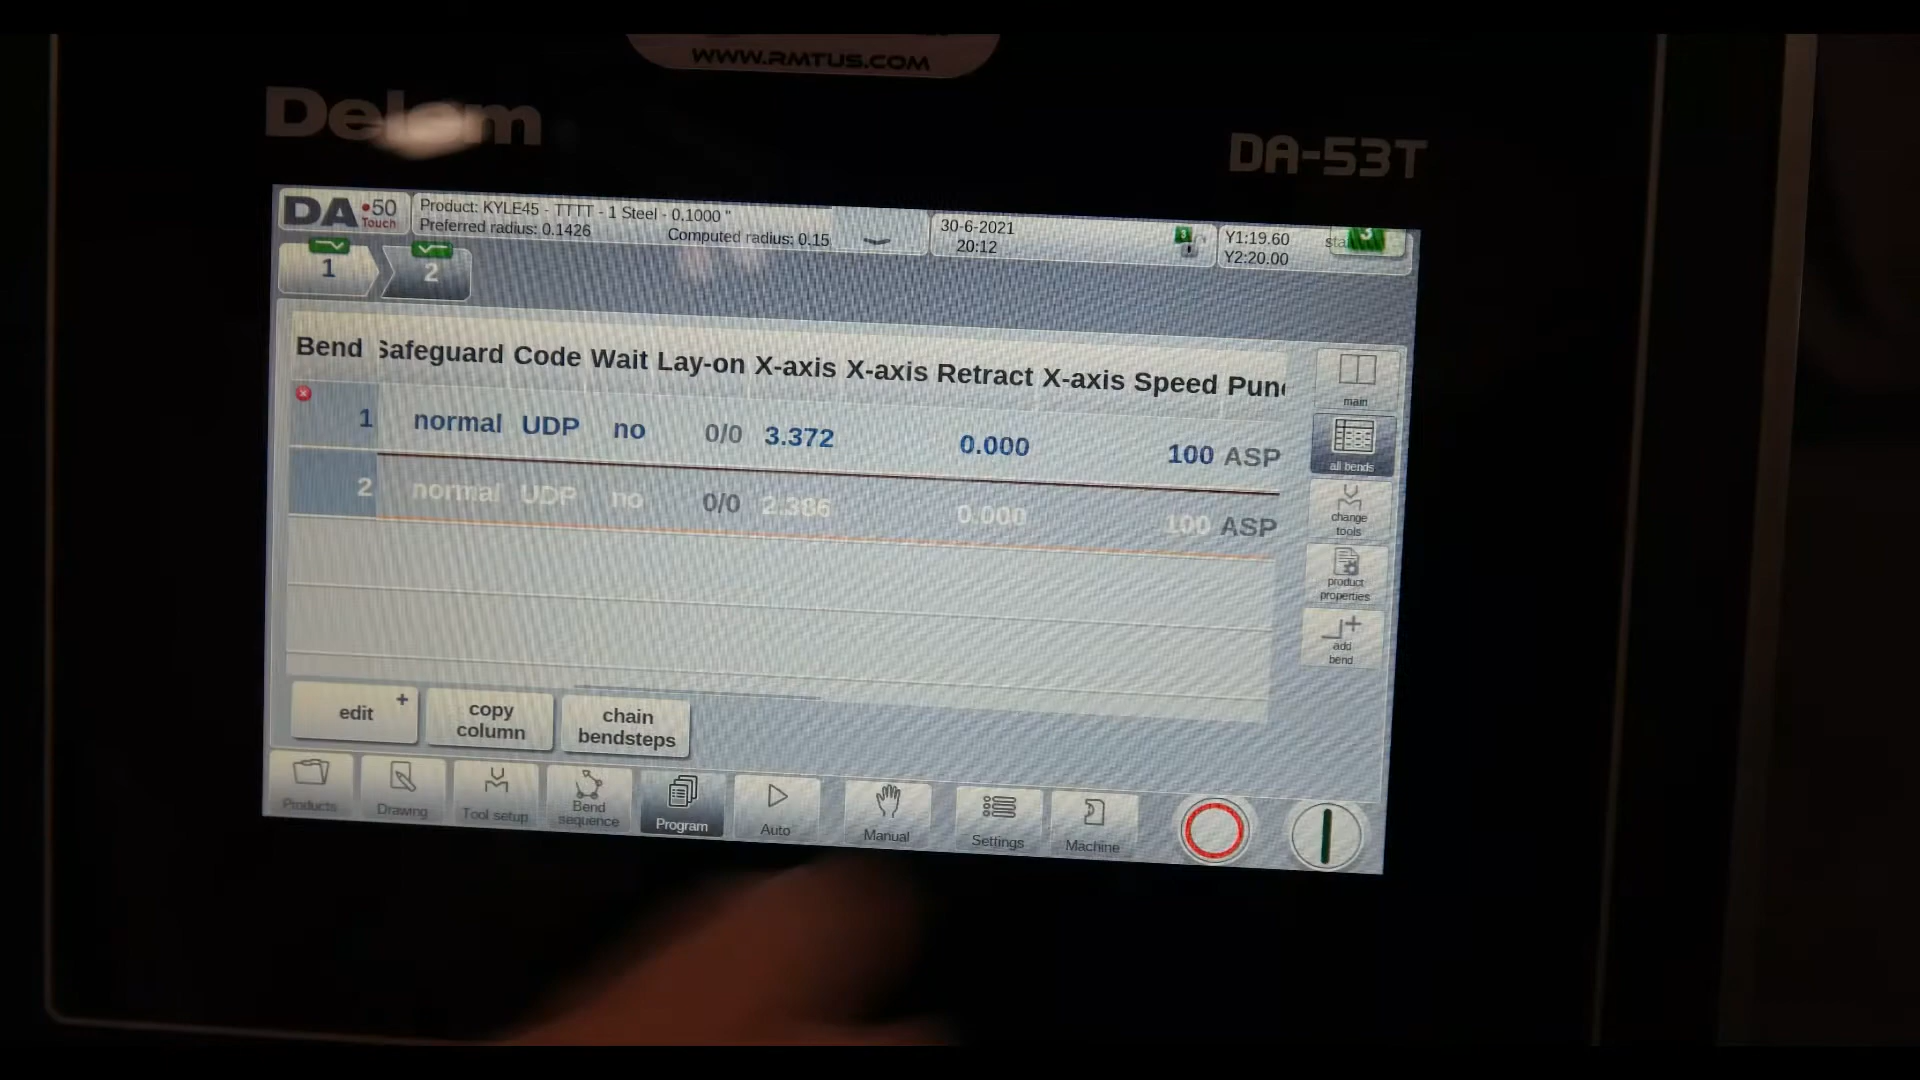 WWW.RMTUS.COM
Delem
DA-53T
DA •50 Touch
Product: KYLE45 - TTTT - 1 Steel - 0.1000 "
Preferred radius: 0.1426 Computed radius: 0.15
30-6-2021
20:12
Y1:19.60
Y2:20.00
3
1 2
Bend Safeguard Code Wait Lay-on X-axis X-axis Retract X-axis Speed
1 normal UDP no 0/0 3.372 0.000 100 ASP
2 normal UDP no 0/0 2.386 0.000 100 ASP
main
all bends
change
tools
product
properties
add
bend
edit +
copy
column
chain
bendsteps
Products
Drawing
Tool setup
Bend
sequence
Program
Auto
Manual
Settings
Machine